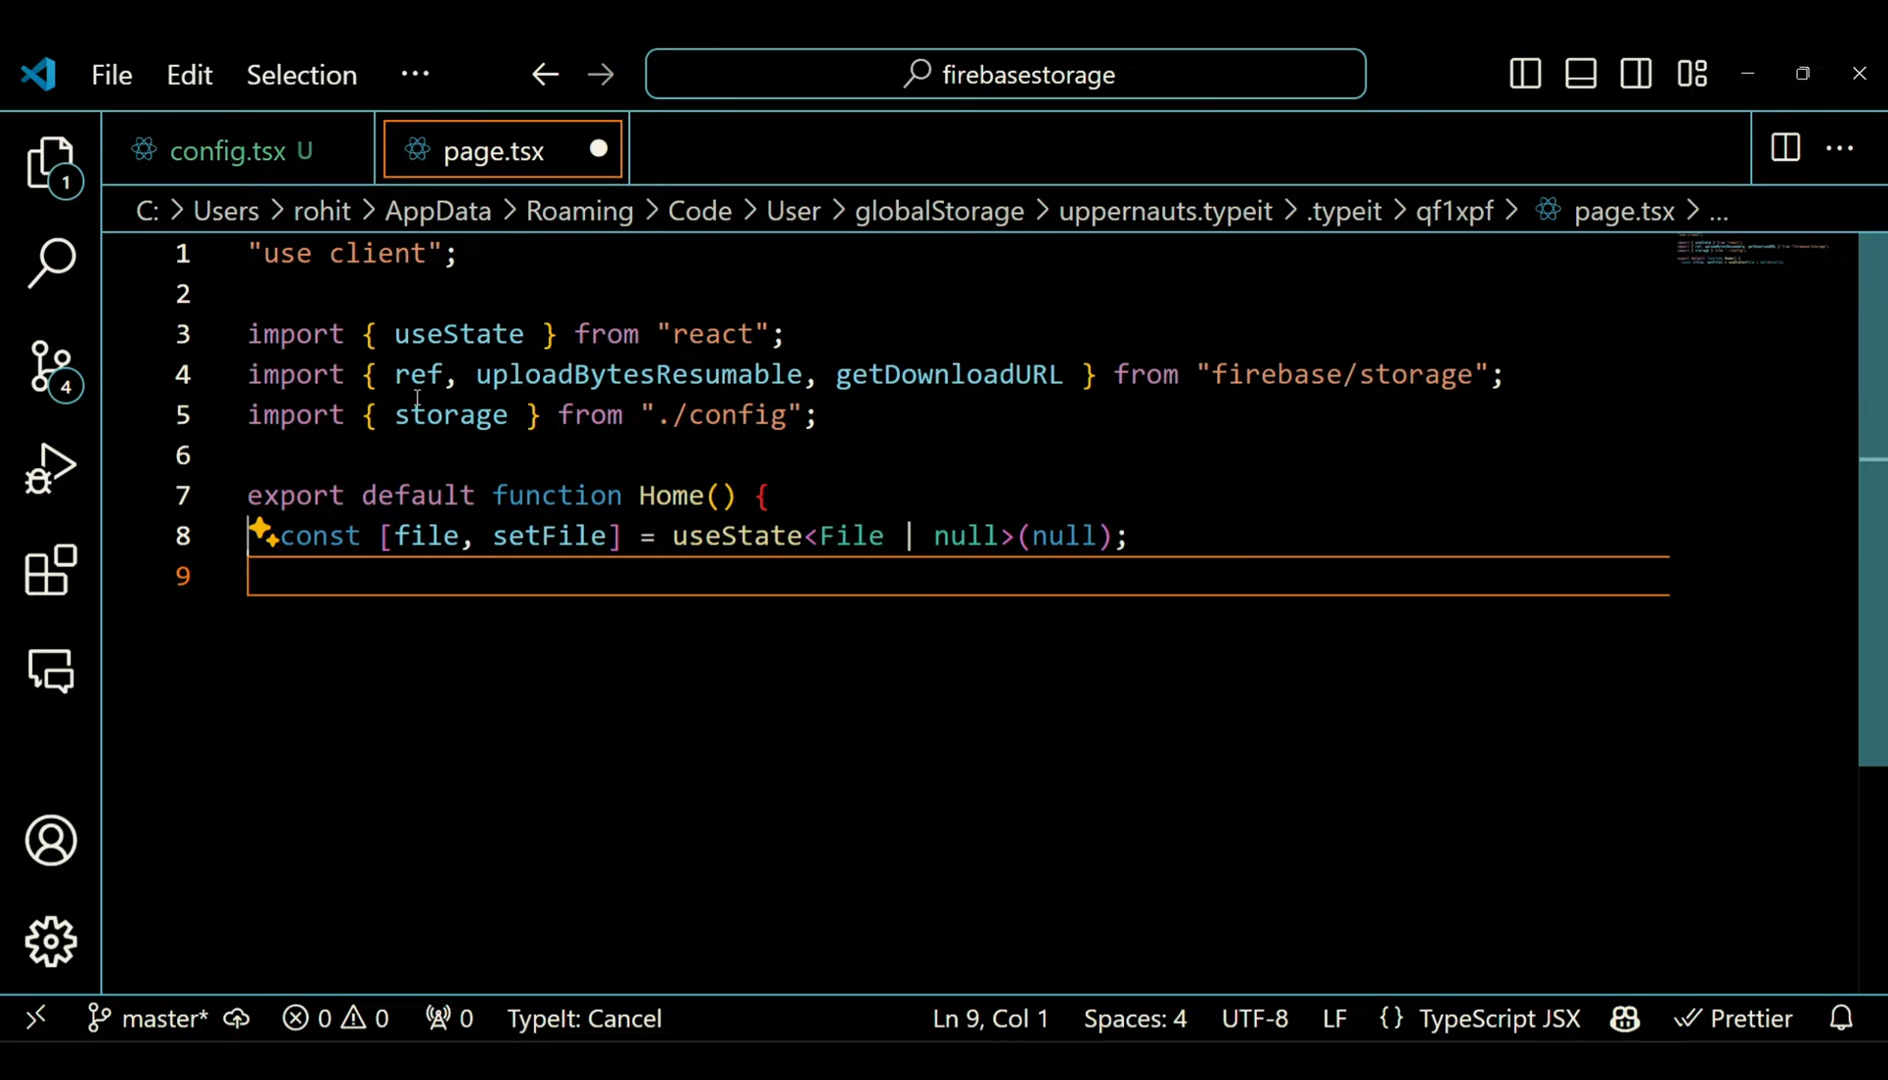 File Edit Selection ··· firebasestorage
config.tsx U page.tsx
C: > Users > rohit > AppData > Roaming > Code > User > globalStorage > uppernauts.typeit > .typeit > qf1xpf > page.tsx > ...
1 "use client";
2
3 import { useState } from "react";
4 import { ref, uploadBytesResumable, getDownloadURL } from "firebase/storage";
5 import { storage } from "./config";
6
7 export default function Home() {
8 const [file, setFile] = useState<File | null>(null);
9
1
4
master* 0 0 0 TypeIt: Cancel Ln 9, Col 1 Spaces: 4 UTF-8 LF {} TypeScript JSX Prettier